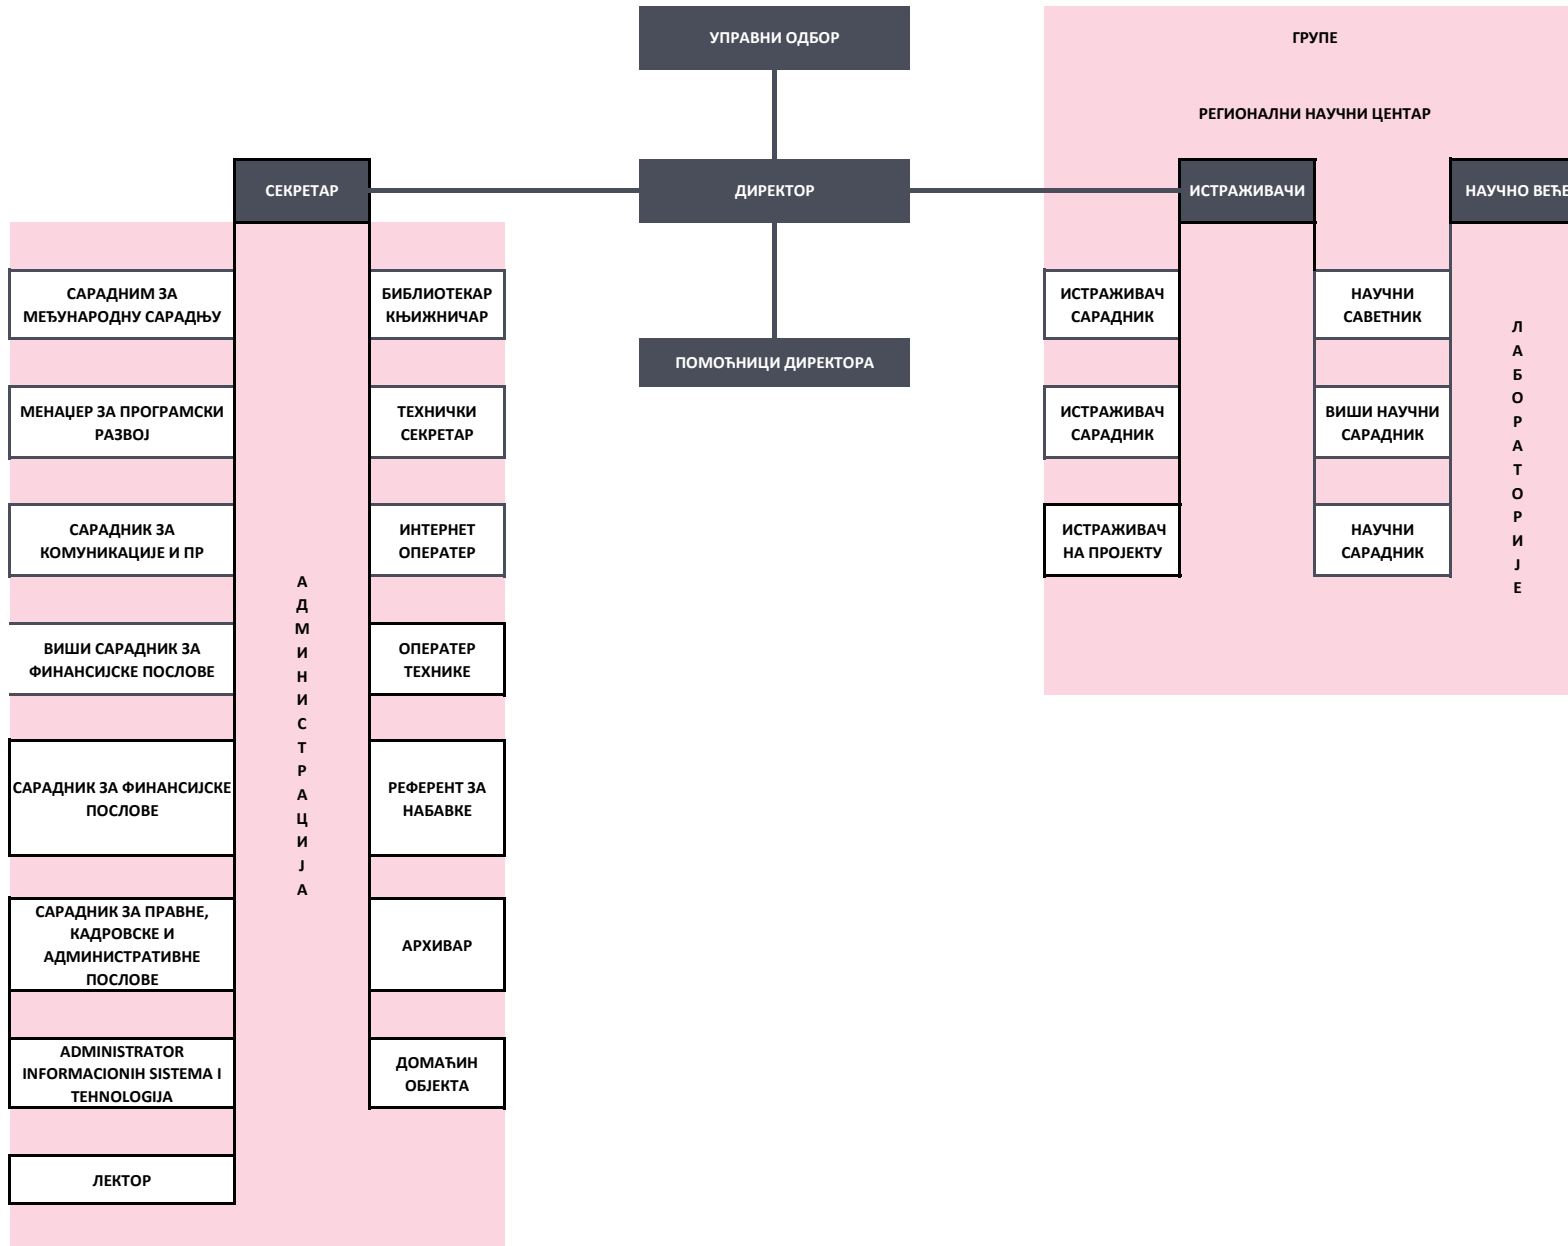 УПРАВНИ ОДБОР
ГРУПЕ
РЕГИОНАЛНИ НАУЧНИ ЦЕНТАР
СЕКРЕТАР
ДИРЕКТОР
ИСТРАЖИВАЧИ
НАУЧНО ВЕЋЕ
ПОМОЋНИЦИ ДИРЕКТОРА
САРАДНИМ ЗА
МЕЂУНАРОДНУ САРАДЊУ
МЕНАЏЕР ЗА ПРОГРАМСКИ
РАЗВОЈ
САРАДНИК ЗА
КОМУНИКАЦИЈЕ И ПР
ВИШИ САРАДНИК ЗА
ФИНАНСИЈСКЕ ПОСЛОВЕ
САРАДНИК ЗА ФИНАНСИЈСКЕ
ПОСЛОВЕ
САРАДНИК ЗА ПРАВНЕ,
КАДРОВСКЕ И
АДМИНИСТРАТИВНЕ
ПОСЛОВЕ
ADMINISTRATOR
INFORMACIONIH SISTEMA I
TEHNOLOGIJA
ЛЕКТОР
АДМИНИСТРАЦИЈА
БИБЛИОТЕКАР
КЊИЖНИЧАР
ТЕХНИЧКИ
СЕКРЕТАР
ИНТЕРНЕТ
ОПЕРАТЕР
ОПЕРАТЕР
ТЕХНИКЕ
РЕФЕРЕНТ ЗА
НАБАВКЕ
АРХИВАР
ДОМАЋИН
ОБЈЕКТА
ИСТРАЖИВАЧ
САРАДНИК
ИСТРАЖИВАЧ
САРАДНИК
ИСТРАЖИВАЧ
НА ПРОЈЕКТУ
НАУЧНИ
САВЕТНИК
ВИШИ НАУЧНИ
САРАДНИК
НАУЧНИ
САРАДНИК
ЛАБОРАТОРИЈЕ